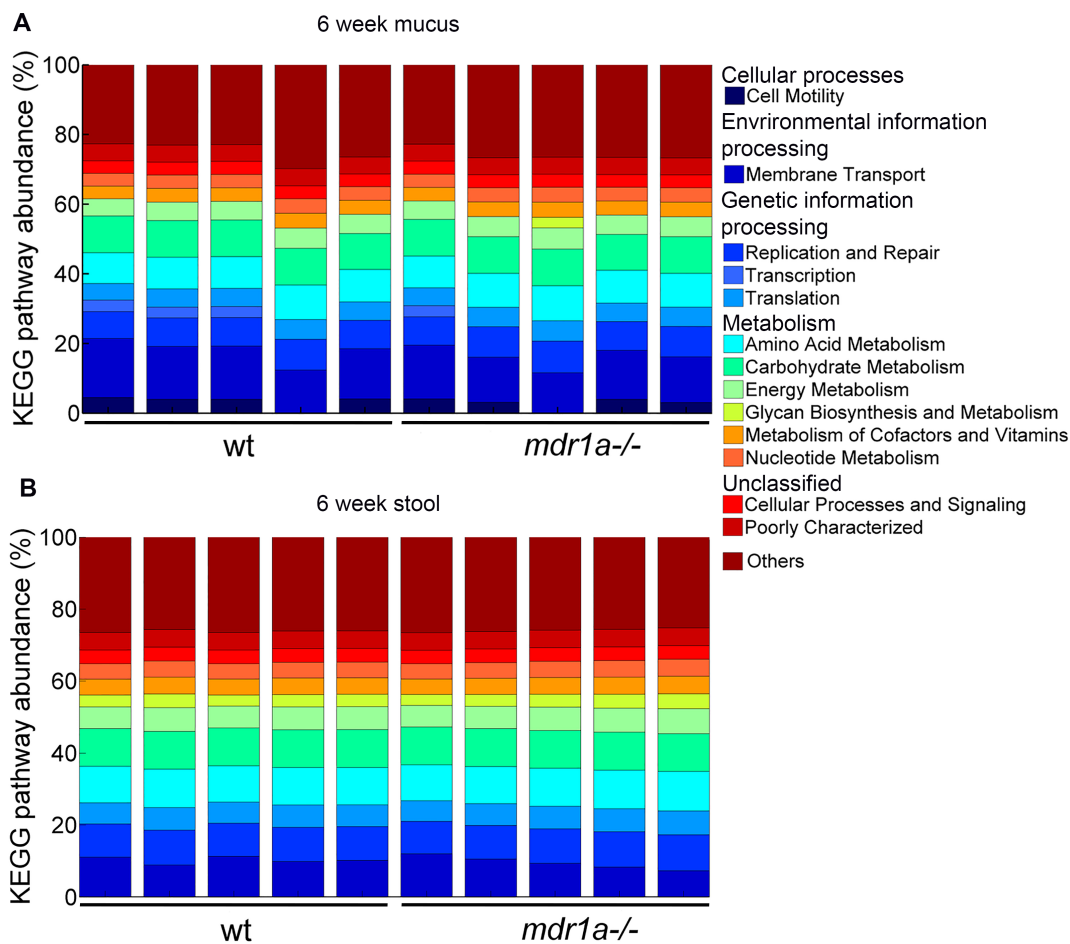 A
6 week mucus
KEGG pathway abundance (%)
100
80
60
40
20
0
wt
mdr1a-/-
Cellular processes
Cell Motility
Envrironmental information
processing
Membrane Transport
Genetic information
processing
Replication and Repair
Transcription
Translation
Metabolism
Amino Acid Metabolism
Carbohydrate Metabolism
Energy Metabolism
Glycan Biosynthesis and Metabolism
Metabolism of Cofactors and Vitamins
Nucleotide Metabolism
Unclassified
Cellular Processes and Signaling
Poorly Characterized
Others
B
6 week stool
KEGG pathway abundance (%)
100
80
60
40
20
0
wt
mdr1a-/-